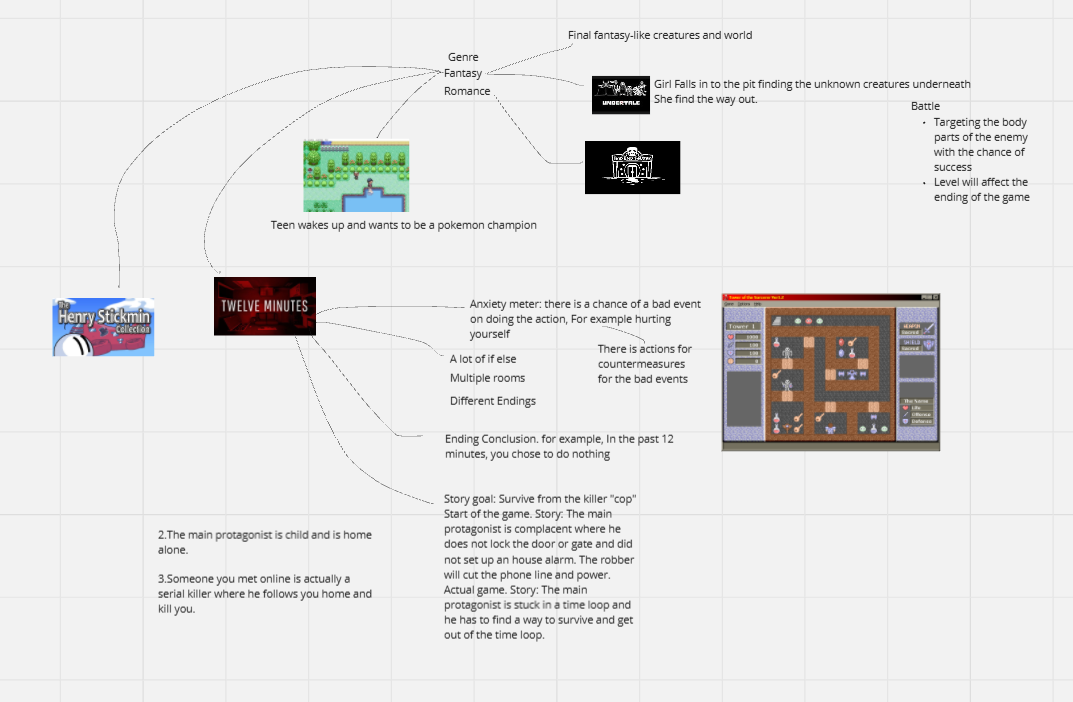 Final fantasy-like creatures and world
Genre
Fantasy
Romance
UNDERTALE
Girl Falls in to the pit finding the unknown creatures underneath
She find the way out.
Battle
· Targeting the body
parts of the enemy
with the chance of
success
· Level will affect the
ending of the game
Teen wakes up and wants to be a pokemon champion
The
Henry Stickmin
Collection
TWELVE MINUTES
Anxiety meter: there is a chance of a bad event
on doing the action, For example hurting
yourself
There is actions for
countermeasures
for the bad events
A lot of if else
Multiple rooms
Different Endings
Ending Conclusion. for example, In the past 12
minutes, you chose to do nothing
Tower 1
WEAPON
Sacred
SHIELD
Sacred
Life
Offense
Defense
Story goal: Survive from the killer "cop"
Start of the game. Story: The main
protagonist is complacent where he
does not lock the door or gate and did
not set up an house alarm. The robber
will cut the phone line and power.
Actual game. Story: The main
protagonist is stuck in a time loop and
he has to find a way to survive and get
out of the time loop.
2.The main protagonist is child and is home
alone.
3.Someone you met online is actually a
serial killer where he follows you home and
kill you.